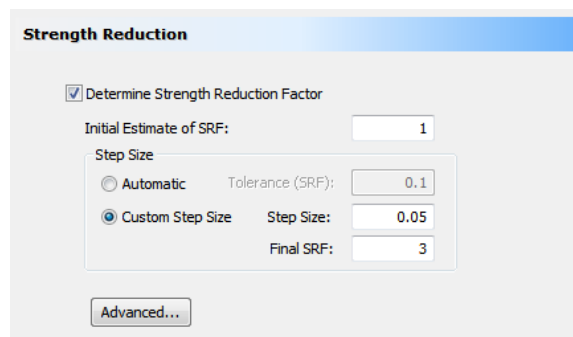 Strength Reduction
Determine Strength Reduction Factor
Initial Estimate of SRF: 1
Step Size
Automatic Tolerance (SRF): 0.1
Custom Step Size Step Size: 0.05
Final SRF: 3
Advanced...